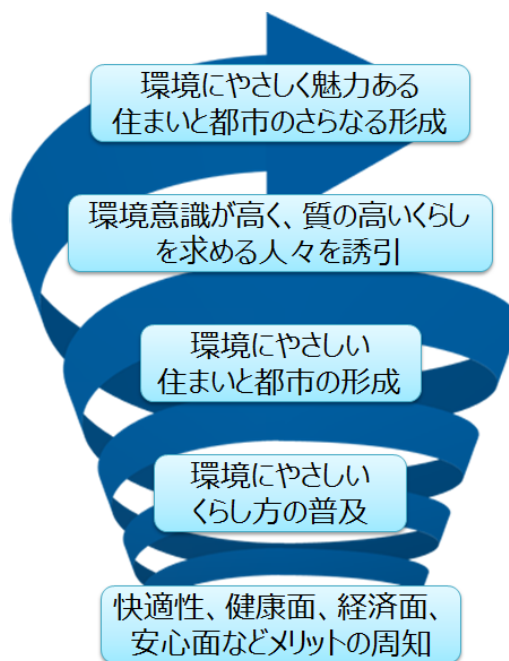 環境にやさしく魅力ある
住まいと都市のさらなる形成
環境意識が高く、質の高いくらし
を求める人々を誘引
環境にやさしい
住まいと都市の形成
環境にやさしい
くらし方の普及
快適性、健康面、経済面、
安心面などメリットの周知